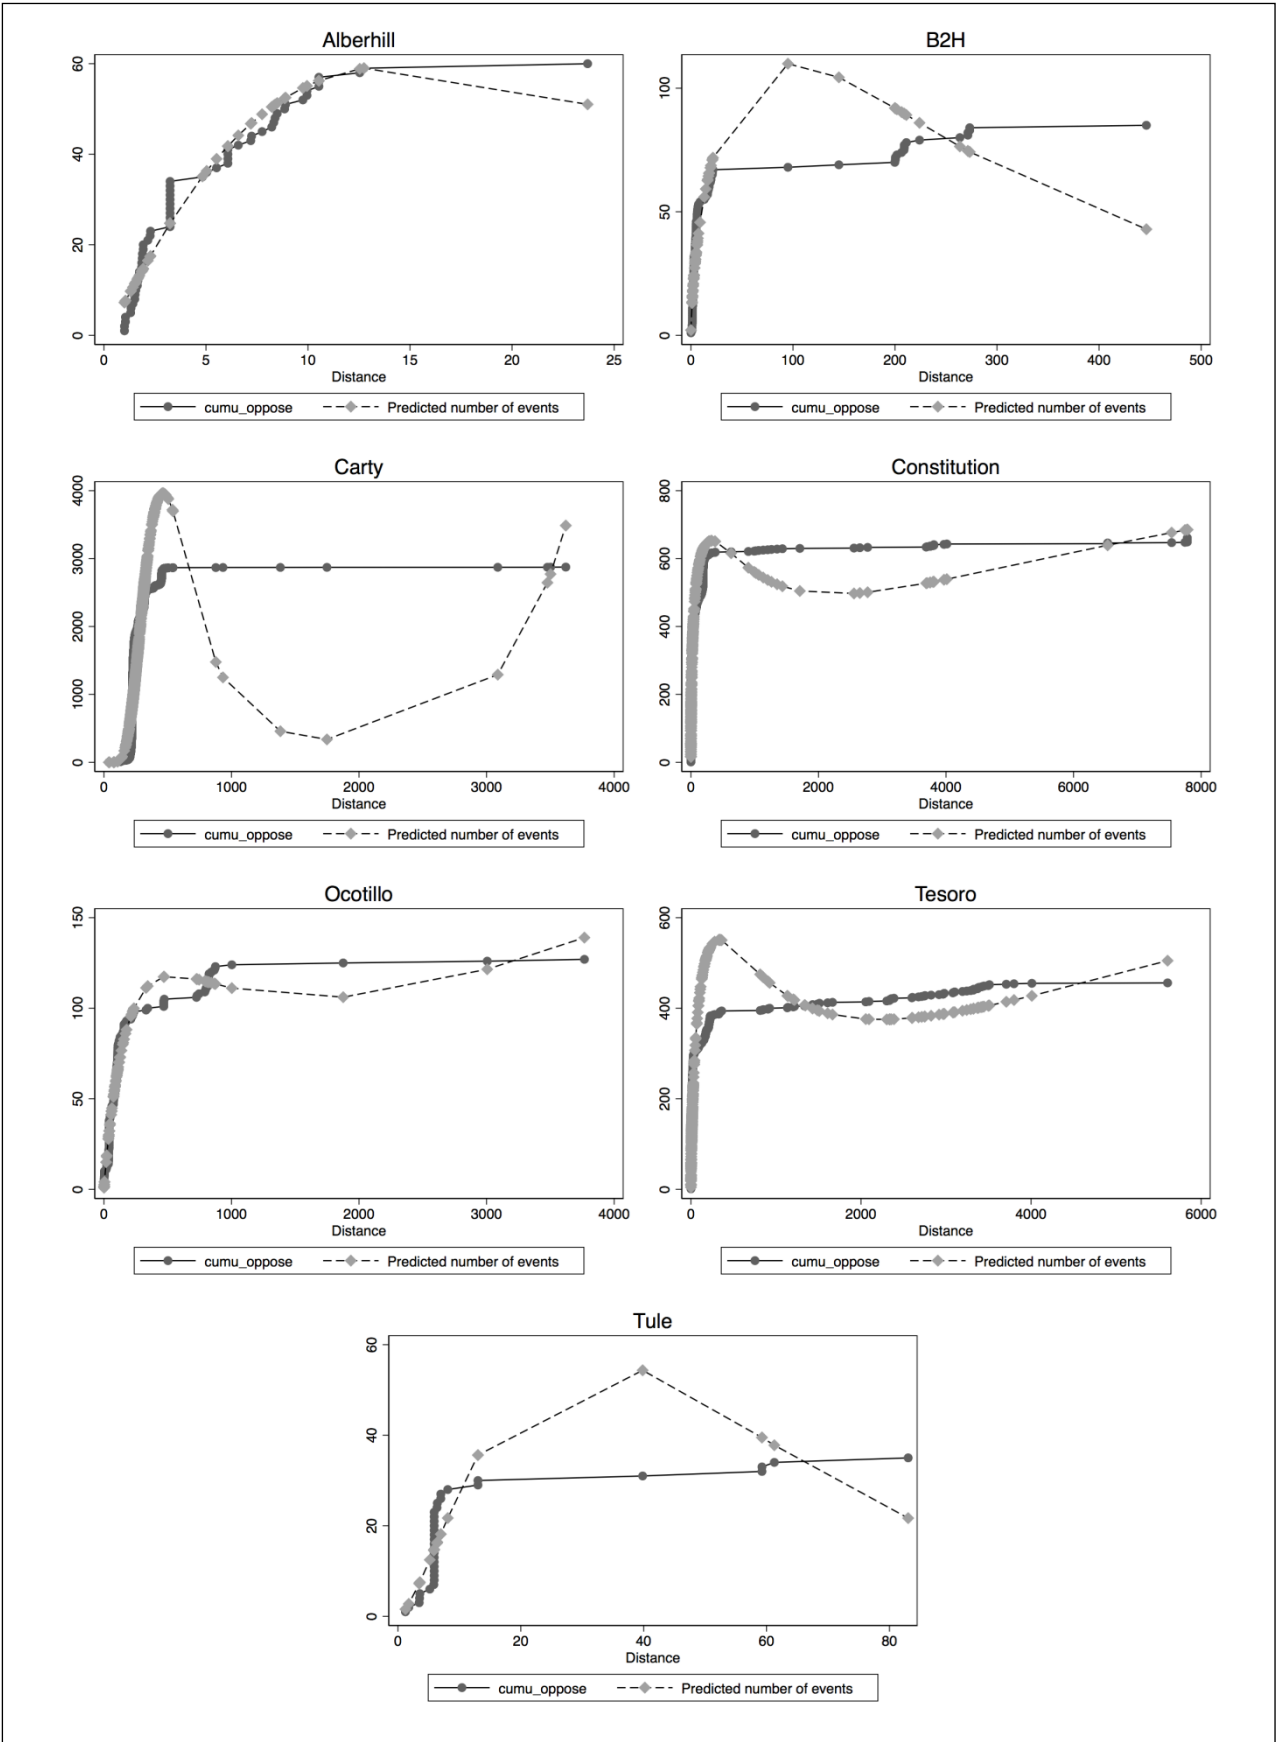 Alberhill
60
40
20
0
0 5 10 15 20 25
Distance
cumu_oppose Predicted number of events
B2H
100
50
0
0 100 200 300 400 500
Distance
cumu_oppose Predicted number of events
Carty
4000
3000
2000
1000
0
0 1000 2000 3000 4000
Distance
cumu_oppose Predicted number of events
Constitution
800
600
400
200
0
0 2000 4000 6000 8000
Distance
cumu_oppose Predicted number of events
Ocotillo
150
100
50
0
0 1000 2000 3000 4000
Distance
cumu_oppose Predicted number of events
Tesoro
600
400
200
0
0 2000 4000 6000
Distance
cumu_oppose Predicted number of events
Tule
60
40
20
0
0 20 40 60 80
Distance
cumu_oppose Predicted number of events